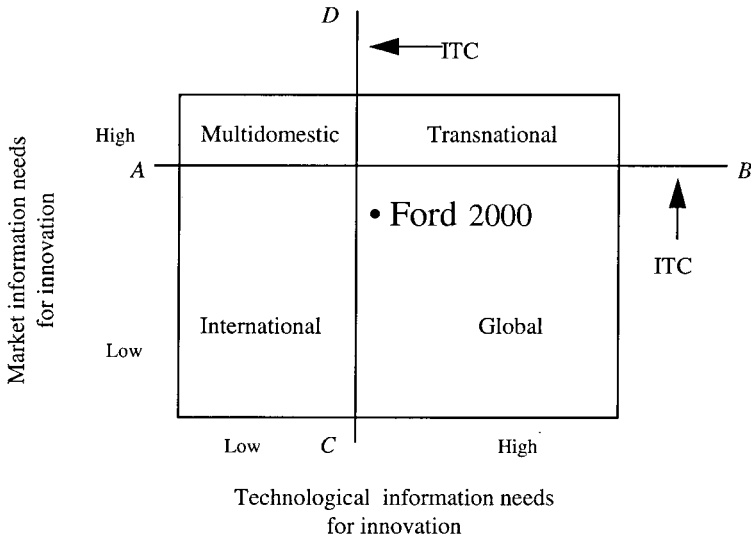 D
ITC
High
Multidomestic
Transnational
A
B
• Ford 2000
ITC
Market information needs
for innovation
International
Global
Low
Low
C
High
Technological information needs
for innovation